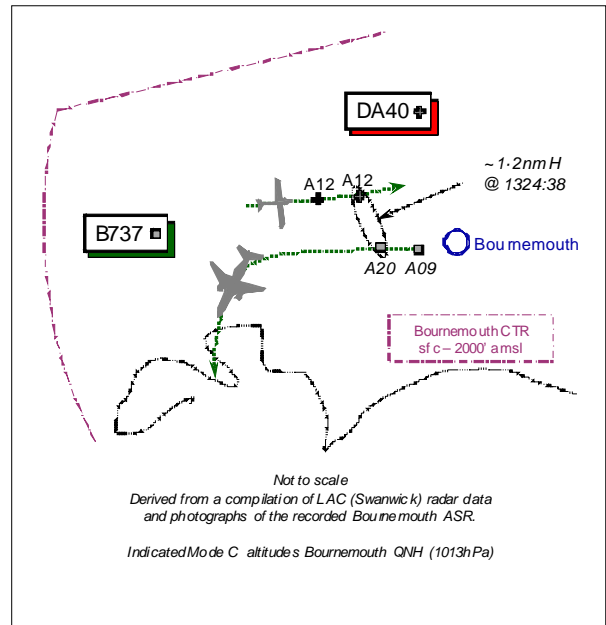 DA40
~1·2nm H
@ 1324:38
A12 A12
B737
Bournemouth
A20 A09
Bournemouth CTR
sfc – 2000' amsl
Not to scale
Derived from a compilation of LAC (Swanwick) radar data
and photographs of the recorded Bournemouth ASR.
Indicated Mode C altitudes Bournemouth QNH (1013hPa)